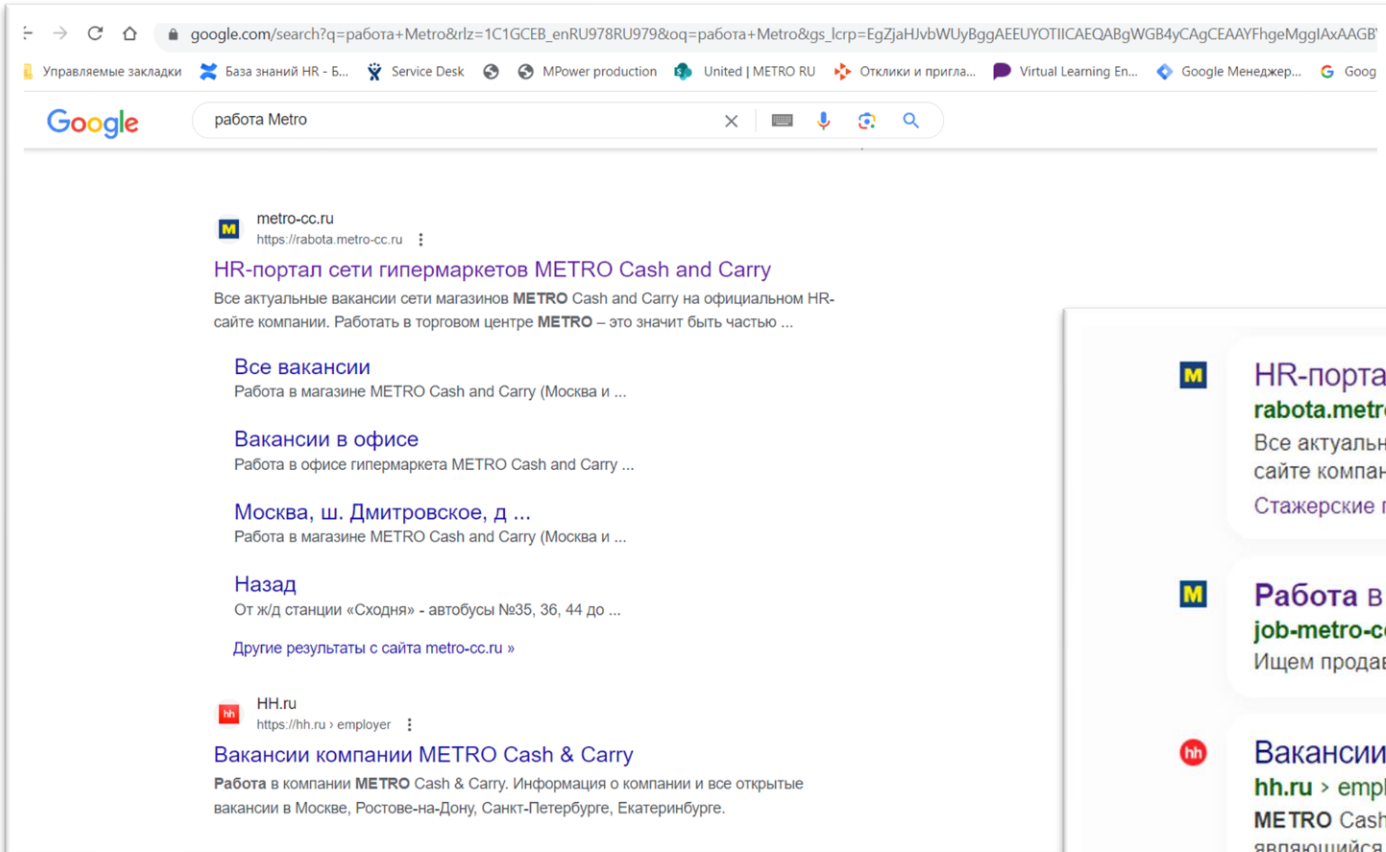 google.com/search?q=работа+Metro&rlz=1C1GCEB_enRU978RU979&oq=работа+Metro&gs_lcrp=EgZjaHJvbWUyBggAEEUYOTIICAEQABgWGB4yCAgCEAAYFhgeMggIAxAAGB
Управляемые закладки База знаний HR - Б... Service Desk MPower production United | METRO RU Отклики и пригла... Virtual Learning En... Google Менеджер... Goog
Google работа Metro
metro-cc.ru
https://rabota.metro-cc.ru
HR-портал сети гипермаркетов METRO Cash and Carry
Все актуальные вакансии сети магазинов METRO Cash and Carry на официальном HR-
сайте компании. Работать в торговом центре METRO – это значит быть частью ...
Все вакансии
Работа в магазине METRO Cash and Carry (Москва и ...
Вакансии в офисе
Работа в офисе гипермаркета METRO Cash and Carry ...
Москва, ш. Дмитровское, д ...
Работа в магазине METRO Cash and Carry (Москва и ...
Назад
От ж/д станции «Сходня» - автобусы №35, 36, 44 до ...
Другие результаты с сайта metro-cc.ru »
HH.ru
https://hh.ru › employer
Вакансии компании METRO Cash & Carry
Работа в компании METRO Cash & Carry. Информация о компании и все открытые
вакансии в Москве, Ростове-на-Дону, Санкт-Петербурге, Екатеринбурге.
HR-порта
rabota.metr
Все актуальн
сайте компан
Стажерские
Работа в
job-metro-c
Ищем продав
Вакансии
hh.ru › empl
METRO Cash
являющийся